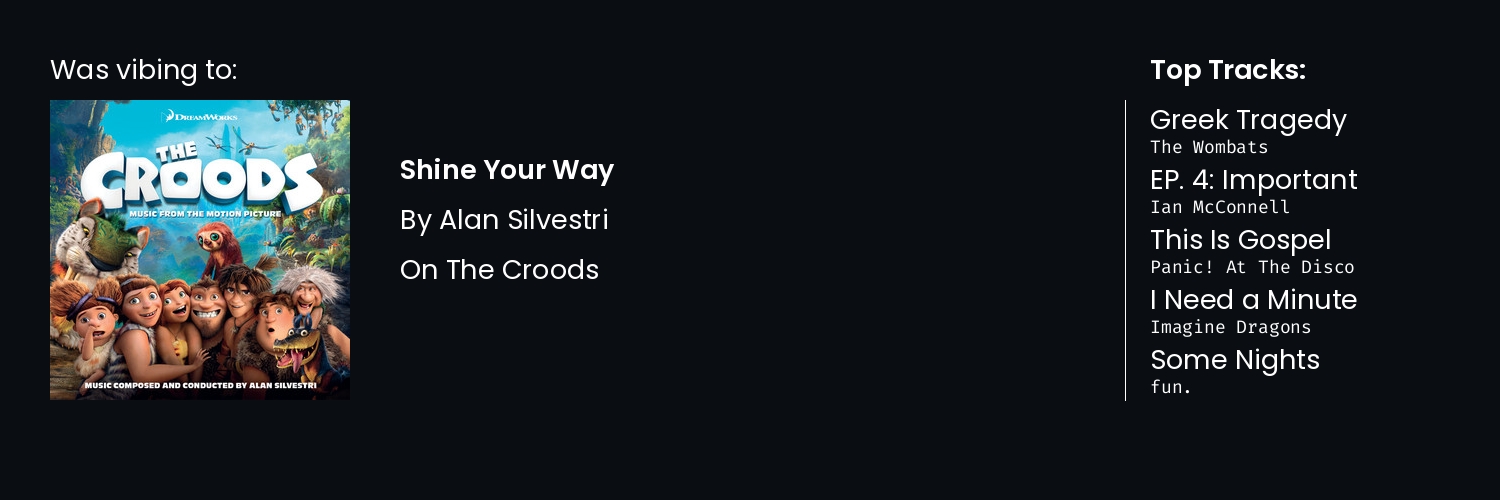 Was vibing to:
DREAMWORKS
THE
CROODS
MUSIC FROM THE MOTION PICTURE
MUSIC COMPOSED AND CONDUCTED BY ALAN SILVESTRI
Shine Your Way
By Alan Silvestri
On The Croods
Top Tracks:
Greek Tragedy
The Wombats
EP. 4: Important
Ian McConnell
This Is Gospel
Panic! At The Disco
I Need a Minute
Imagine Dragons
Some Nights
fun.